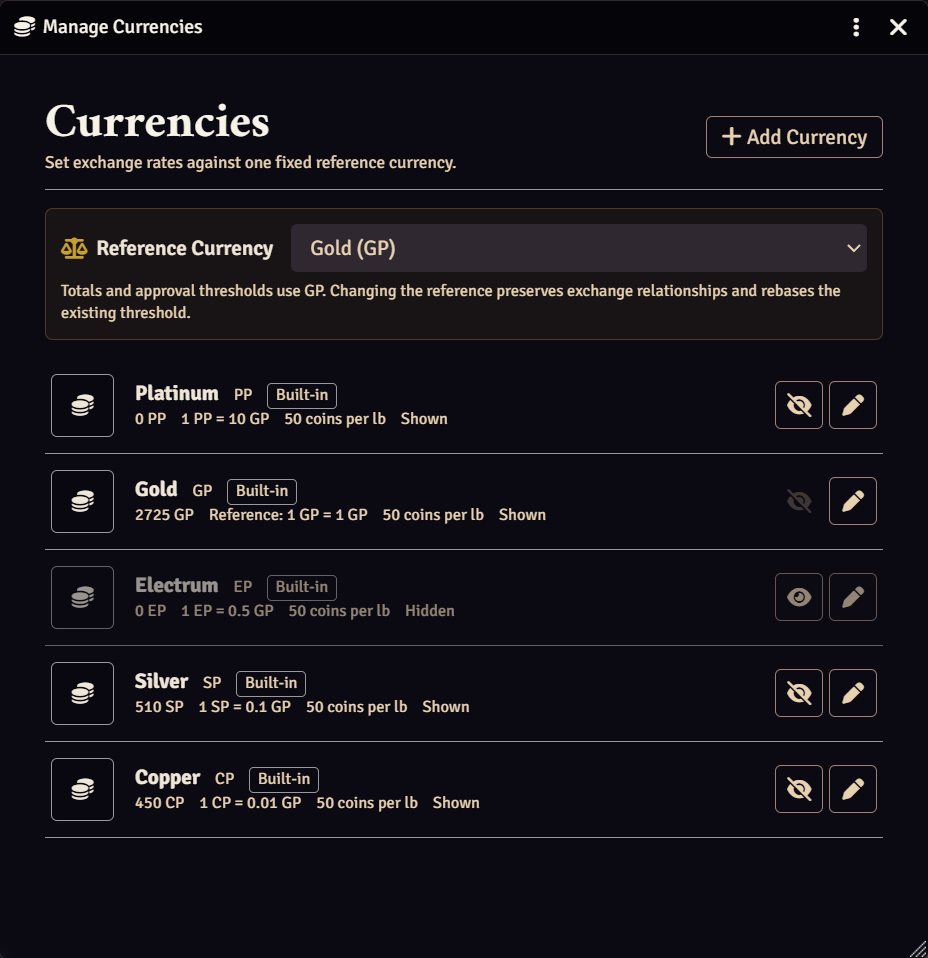 Manage Currencies
Currencies
Set exchange rates against one fixed reference currency.
Add Currency
Reference Currency
Gold (GP)
Totals and approval thresholds use GP. Changing the reference preserves exchange relationships and rebases the
existing threshold.
Platinum PP Built-in
0 PP 1 PP = 10 GP 50 coins per lb Shown
Gold GP Built-in
2725 GP Reference: 1 GP = 1 GP 50 coins per lb Shown
Electrum EP Built-in
0 EP 1 EP = 0.5 GP 50 coins per lb Hidden
Silver SP Built-in
510 SP 1 SP = 0.1 GP 50 coins per lb Shown
Copper CP Built-in
450 CP 1 CP = 0.01 GP 50 coins per lb Shown